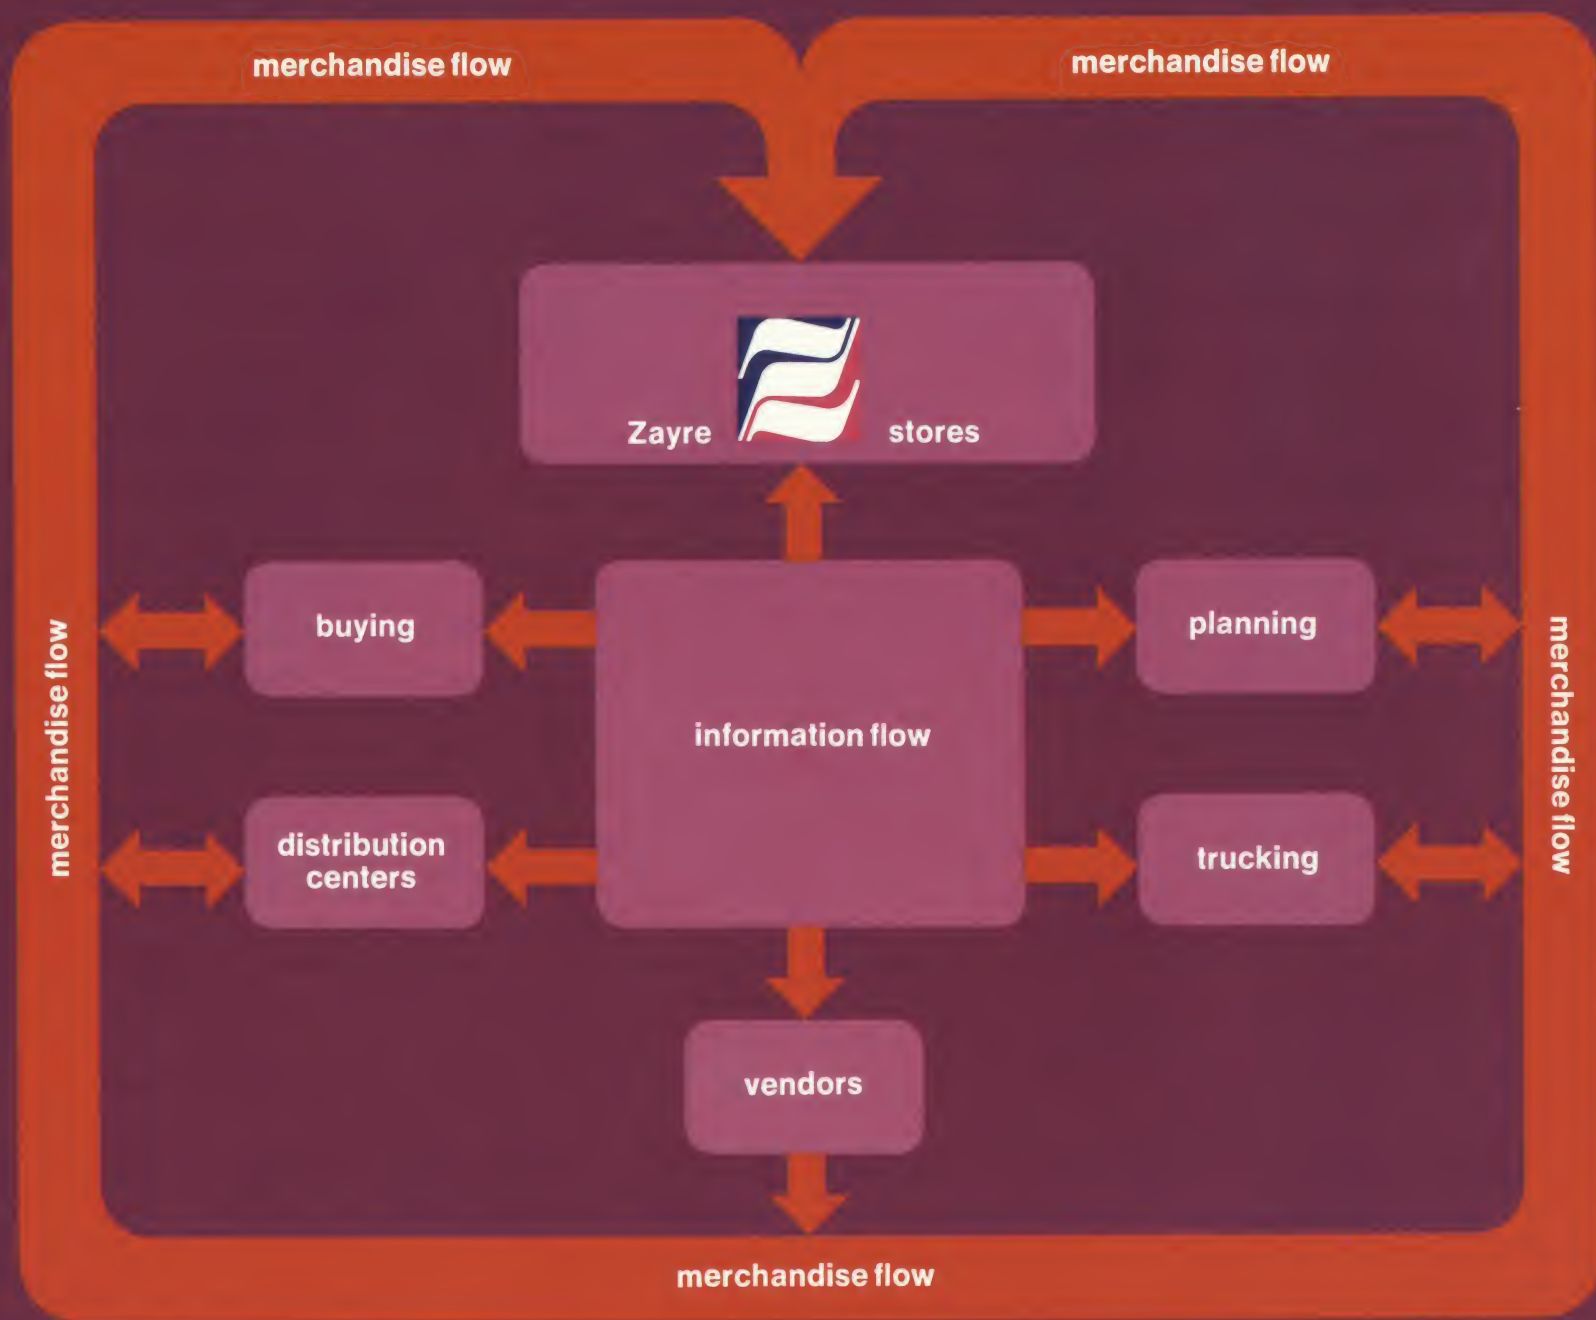 merchandise flow
merchandise flow
Zayre stores
buying
planning
merchandise flow
merchandise flow
information flow
distribution
centers
trucking
vendors
merchandise flow